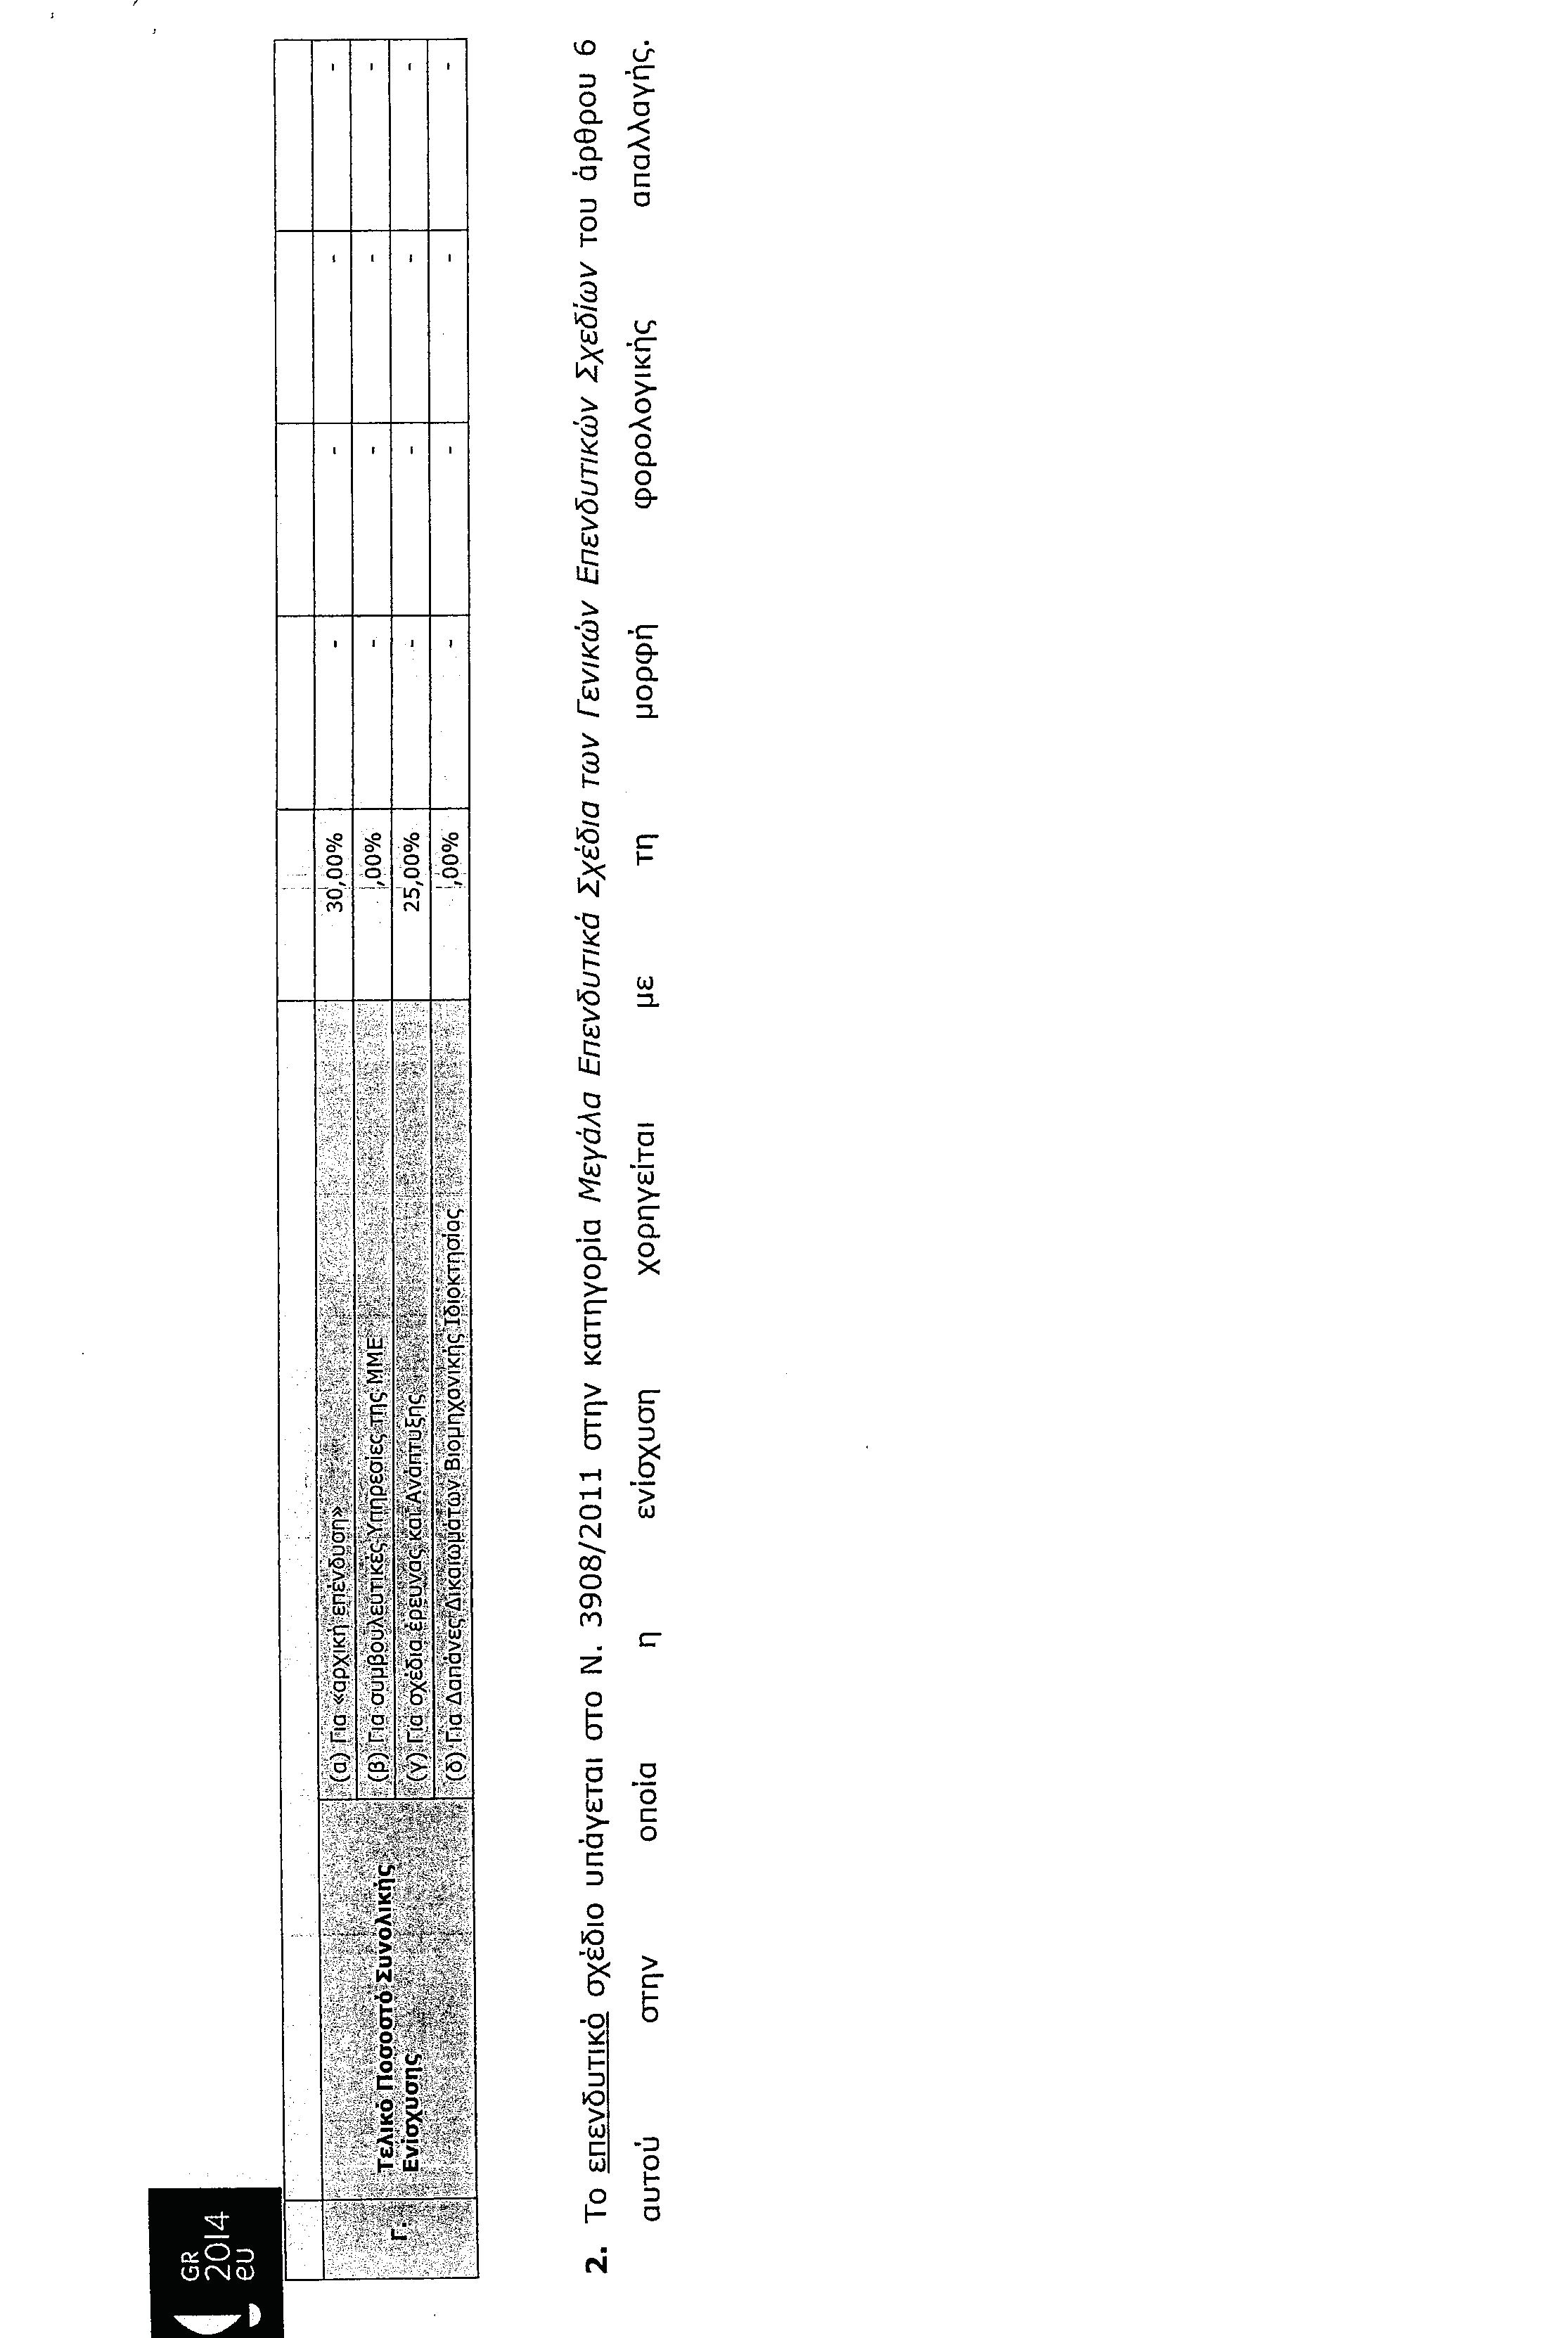 GR
2014
eu
(α) Για «αρχική επένδυση» 30,00% - - - -
(β) Για συμβουλευτικές Υπηρεσίες της ΜΜΕ ,00% - - - -
Γ. Τελικό Ποσοστό Συνολικής
Ενίσχυσης
(γ) Για σχέδια έρευνας και Ανάπτυξης 25,00% - - - -
(δ) Για Δαπάνες Δικαιωμάτων Βιομηχανικής Ιδιοκτησίας ,00% - - - -
2. Το επενδυτικό σχέδιο υπάγεται στο Ν. 3908/2011 στην κατηγορία Μεγάλα Επενδυτικά Σχέδια των Γενικών Επενδυτικών Σχεδίων του άρθρου 6
αυτού στην οποία η ενίσχυση χορηγείται με τη μορφή φορολογικής απαλλαγής.